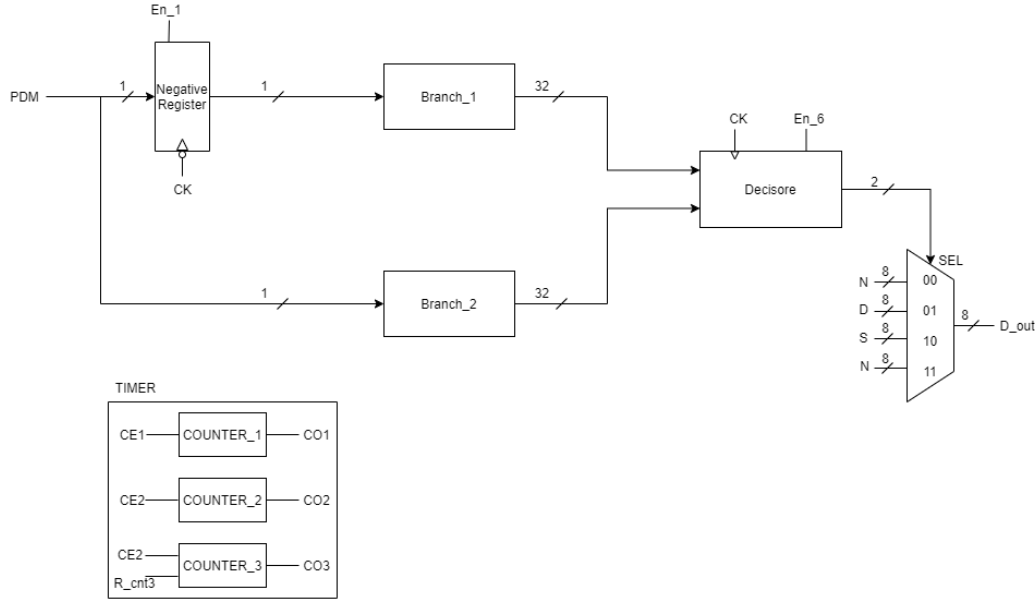 En_1
PDM
1
Negative
Register
CK
1
Branch_1
32
CK
En_6
Decisore
2
1
Branch_2
32
SEL
N
8
00
D
8
01
S
8
10
N
8
11
8
D_out
TIMER
CE1
COUNTER_1
CO1
CE2
COUNTER_2
CO2
CE2
R_cnt3
COUNTER_3
CO3